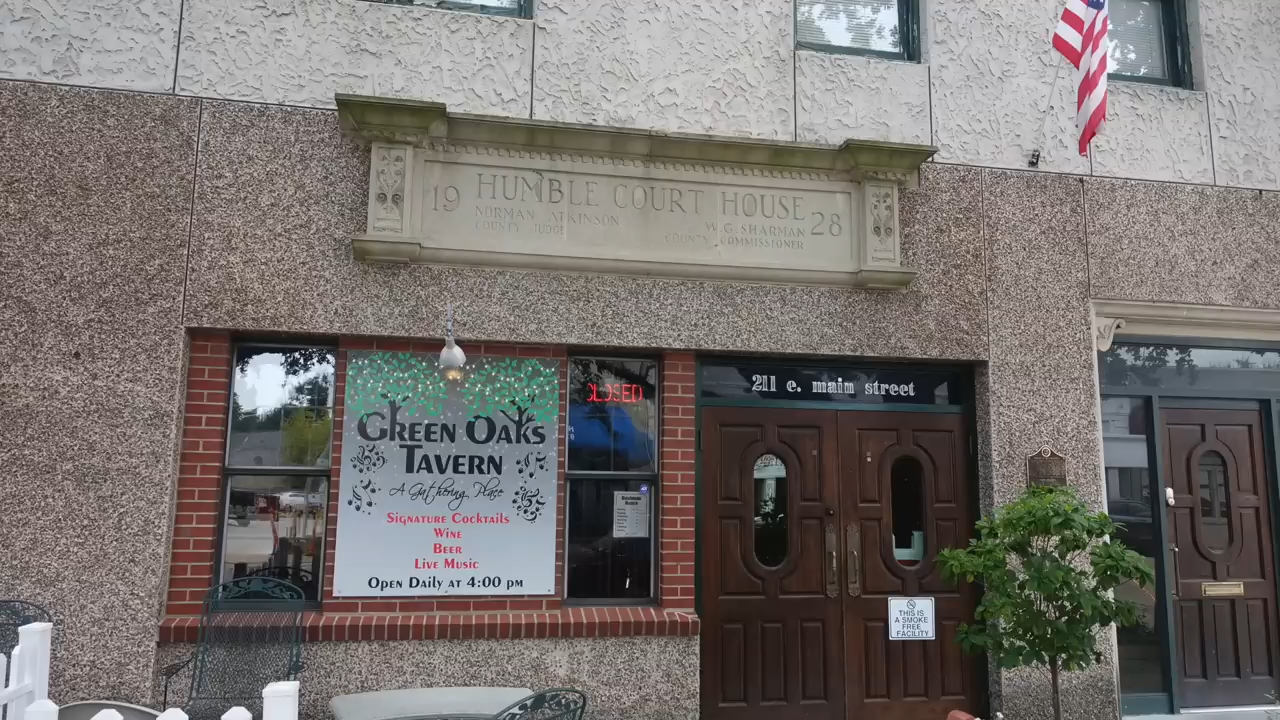 19 HUMBLE COURT HOUSE 28
NORMAN ATKINSON W.G. SHARMAN
COUNTY JUDGE COUNTY COMMISSIONER
CLOSED
211 e. main street
GREEN OAKS
TAVERN
A Gathering Place
SIGNATURE COCKTAILS
WINE
BEER
LIVE MUSIC
OPEN DAILY AT 4:00 PM
THIS IS
A SMOKE
FREE
FACILITY